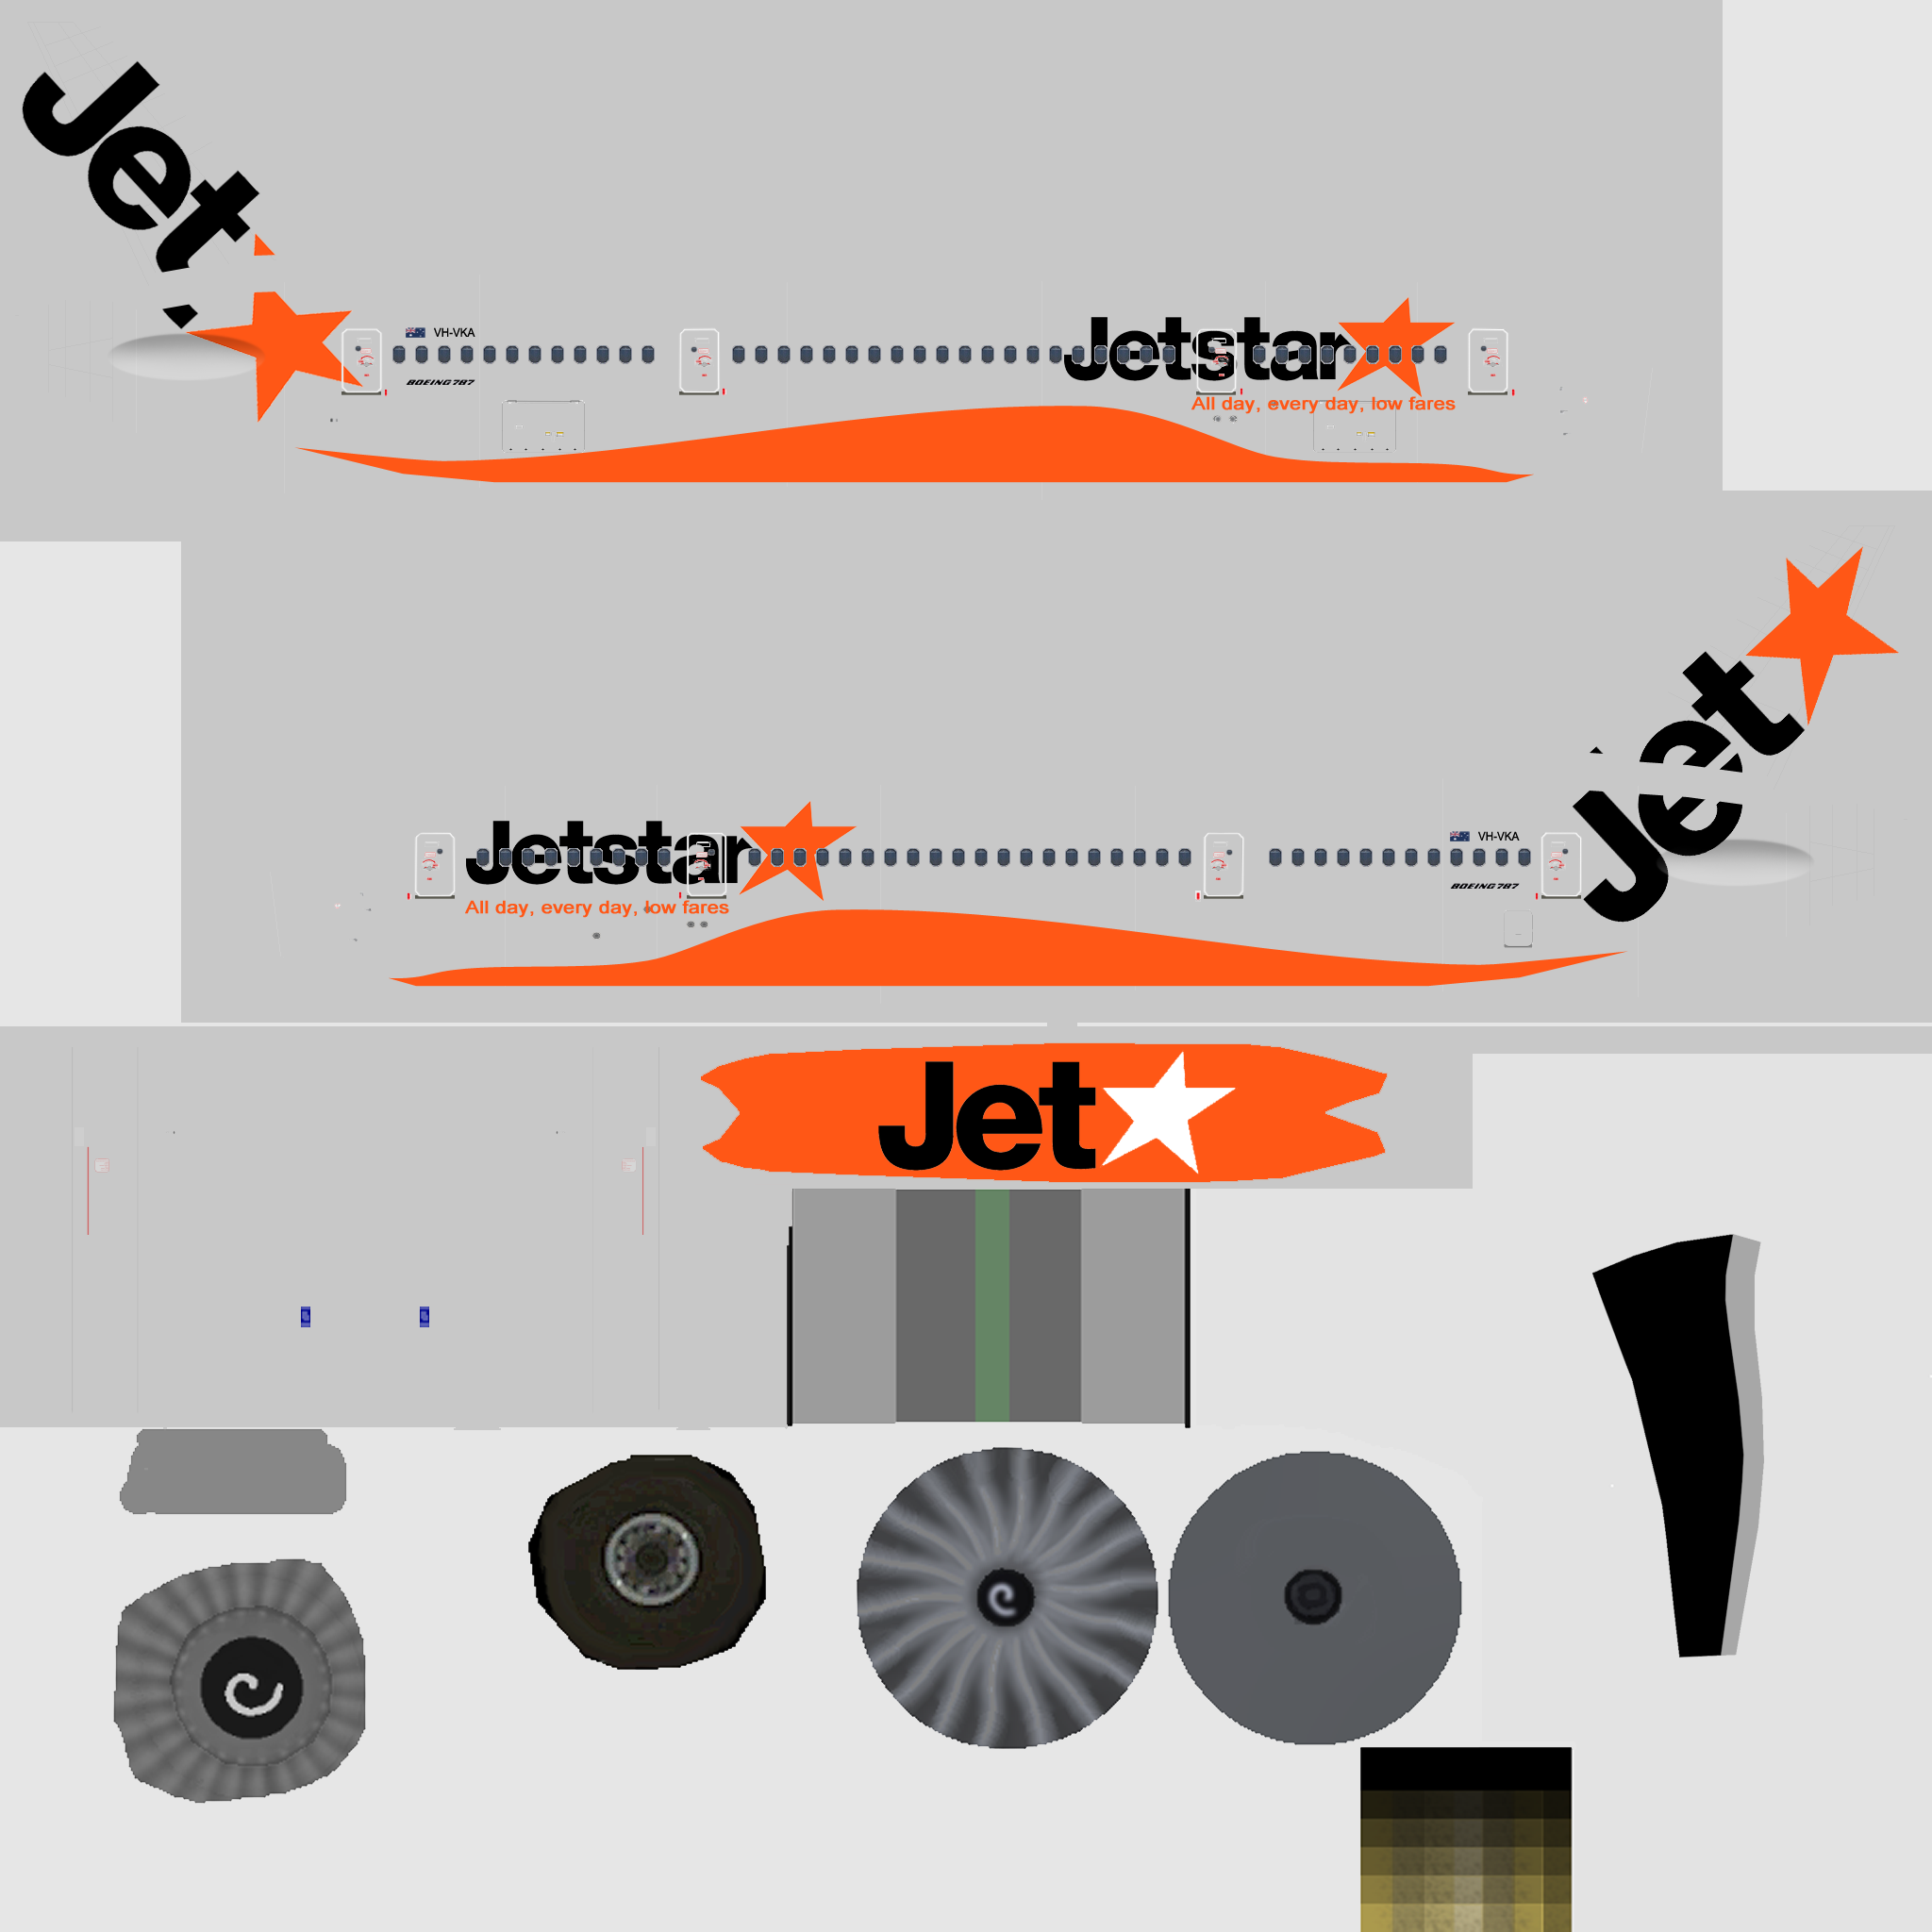 Jet
VH-VKA
BOEING 787
Jetstar
All day, every day, low fares
Jet
Jetstar
VH-VKA
BOEING 787
All day, every day, low fares
Jet